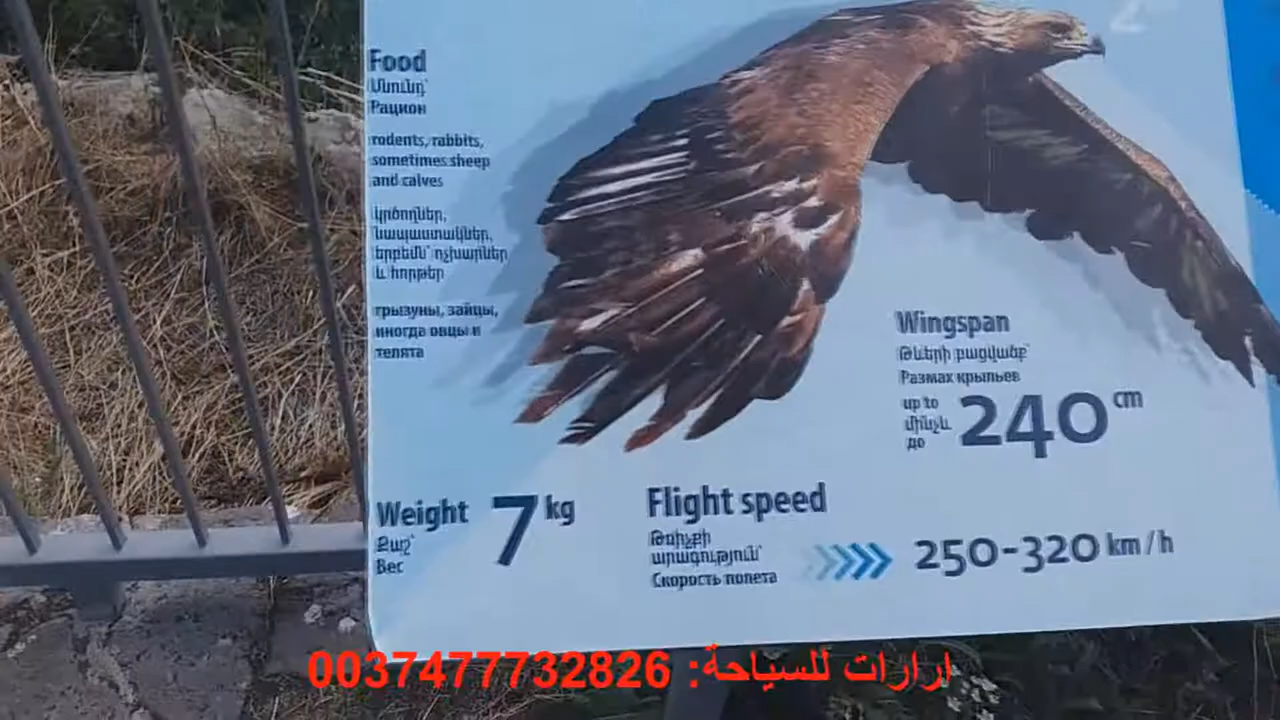 Food
Սնունդ՝
Рацион
rodents, rabbits,
sometimes sheep
and calves
կրծողներ,
նապաստակներ,
երբեմն՝ ոչխարներ
և հորթեր
грызуны, зайцы,
иногда овцы и
телята
Wingspan
Թևերի բացվածք՝
Размах крыльев
up to
մինչև
до
240 cm
Weight
Քաշ՝
Вес
7 kg
Flight speed
Թռիչքի
արագություն՝
Скорость полета
250-320 km/h
ارارات للسياحة: 0037477732826